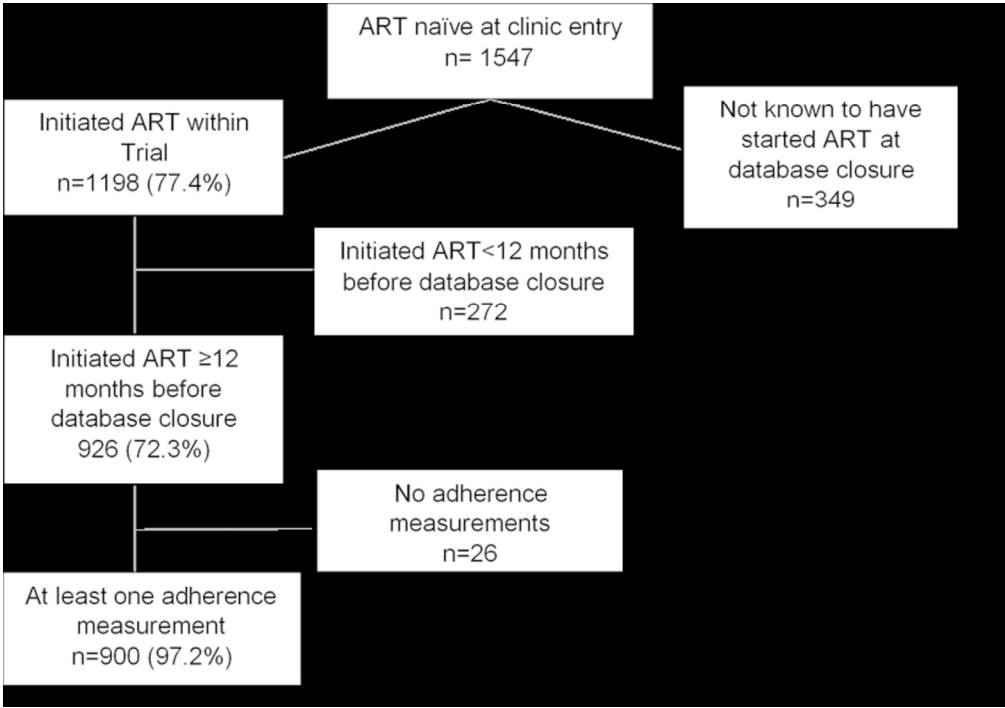 ART naïve at clinic entry
n= 1547
Initiated ART within
Trial
n=1198 (77.4%)
Not known to have
started ART at
database closure
n=349
Initiated ART<12 months
before database closure
n=272
Initiated ART ≥12
months before
database closure
926 (72.3%)
No adherence
measurements
n=26
At least one adherence
measurement
n=900 (97.2%)